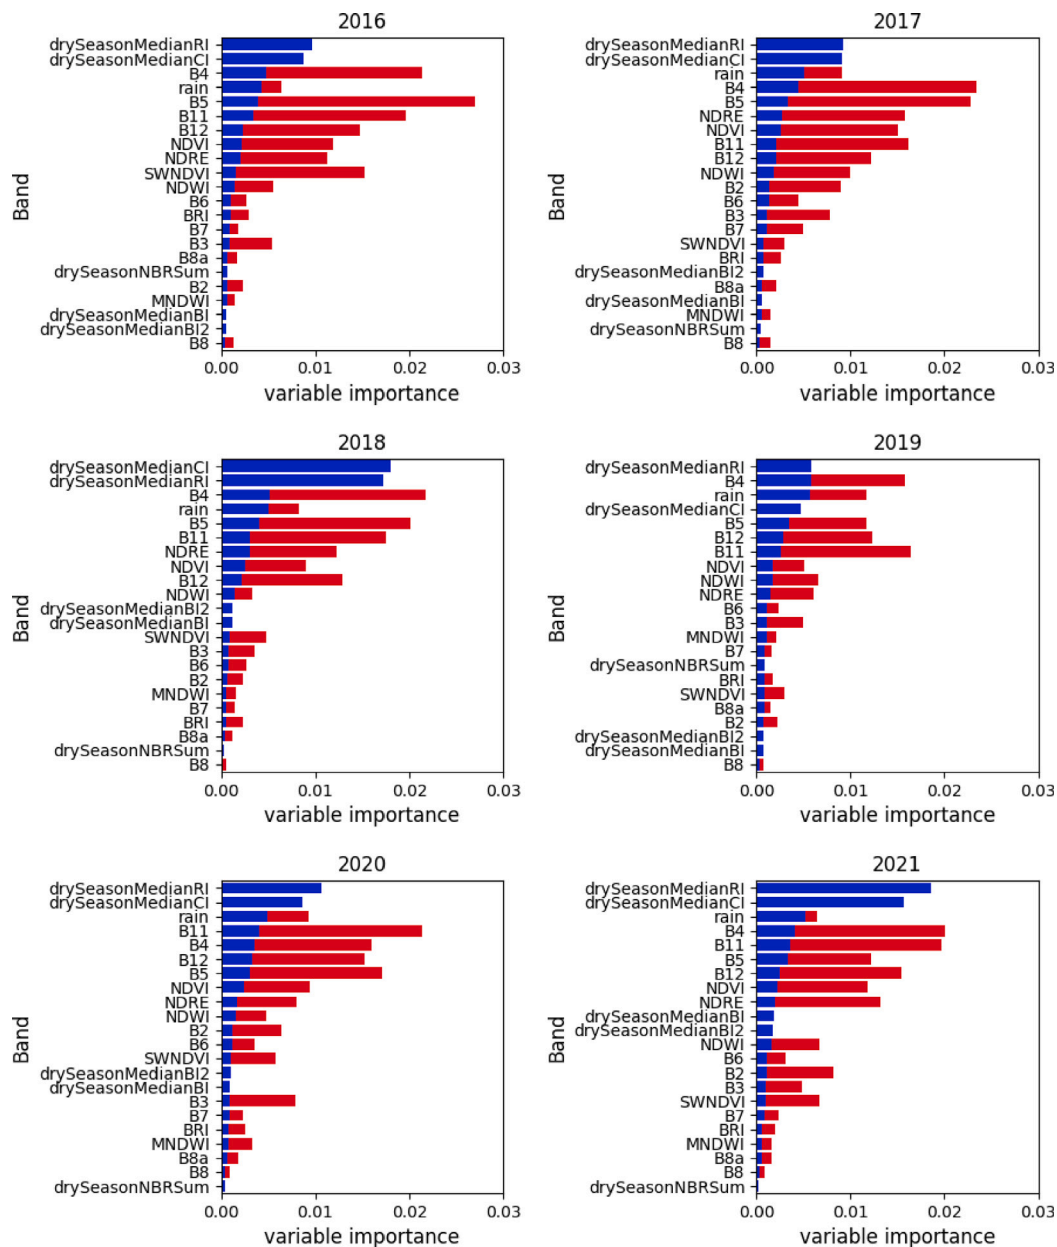 2016
drySeasonMedianRI
drySeasonMedianCI
B4
rain
B5
B11
B12
NDVI
NDRE
SWNDVI
NDWI
B6
BRI
B7
B3
B8a
drySeasonNBRSum
B2
MNDWI
drySeasonMedianBI
drySeasonMedianBI2
B8
Band
0.00 0.01 0.02 0.03
variable importance
2017
drySeasonMedianRI
drySeasonMedianCI
rain
B4
B5
NDRE
NDVI
B11
B12
NDWI
B2
B6
B3
B7
SWNDVI
BRI
drySeasonMedianBI2
B8a
drySeasonMedianBI
MNDWI
drySeasonNBRSum
B8
Band
0.00 0.01 0.02 0.03
variable importance
2018
drySeasonMedianCI
drySeasonMedianRI
B4
rain
B5
B11
NDRE
NDVI
B12
NDWI
drySeasonMedianBI2
drySeasonMedianBI
SWNDVI
B3
B6
B2
MNDWI
B7
BRI
B8a
drySeasonNBRSum
B8
Band
0.00 0.01 0.02 0.03
variable importance
2019
drySeasonMedianRI
B4
rain
drySeasonMedianCI
B5
B12
B11
NDVI
NDWI
NDRE
B6
B3
MNDWI
B7
drySeasonNBRSum
BRI
SWNDVI
B8a
B2
drySeasonMedianBI2
drySeasonMedianBI
B8
Band
0.00 0.01 0.02 0.03
variable importance
2020
drySeasonMedianRI
drySeasonMedianCI
rain
B11
B4
B12
B5
NDVI
NDRE
NDWI
B2
B6
SWNDVI
drySeasonMedianBI2
drySeasonMedianBI
B3
B7
BRI
MNDWI
B8a
B8
drySeasonNBRSum
Band
0.00 0.01 0.02 0.03
variable importance
2021
drySeasonMedianRI
drySeasonMedianCI
rain
B4
B11
B5
B12
NDVI
NDRE
drySeasonMedianBI
drySeasonMedianBI2
NDWI
B6
B2
B3
SWNDVI
B7
BRI
MNDWI
B8a
B8
drySeasonNBRSum
Band
0.00 0.01 0.02 0.03
variable importance